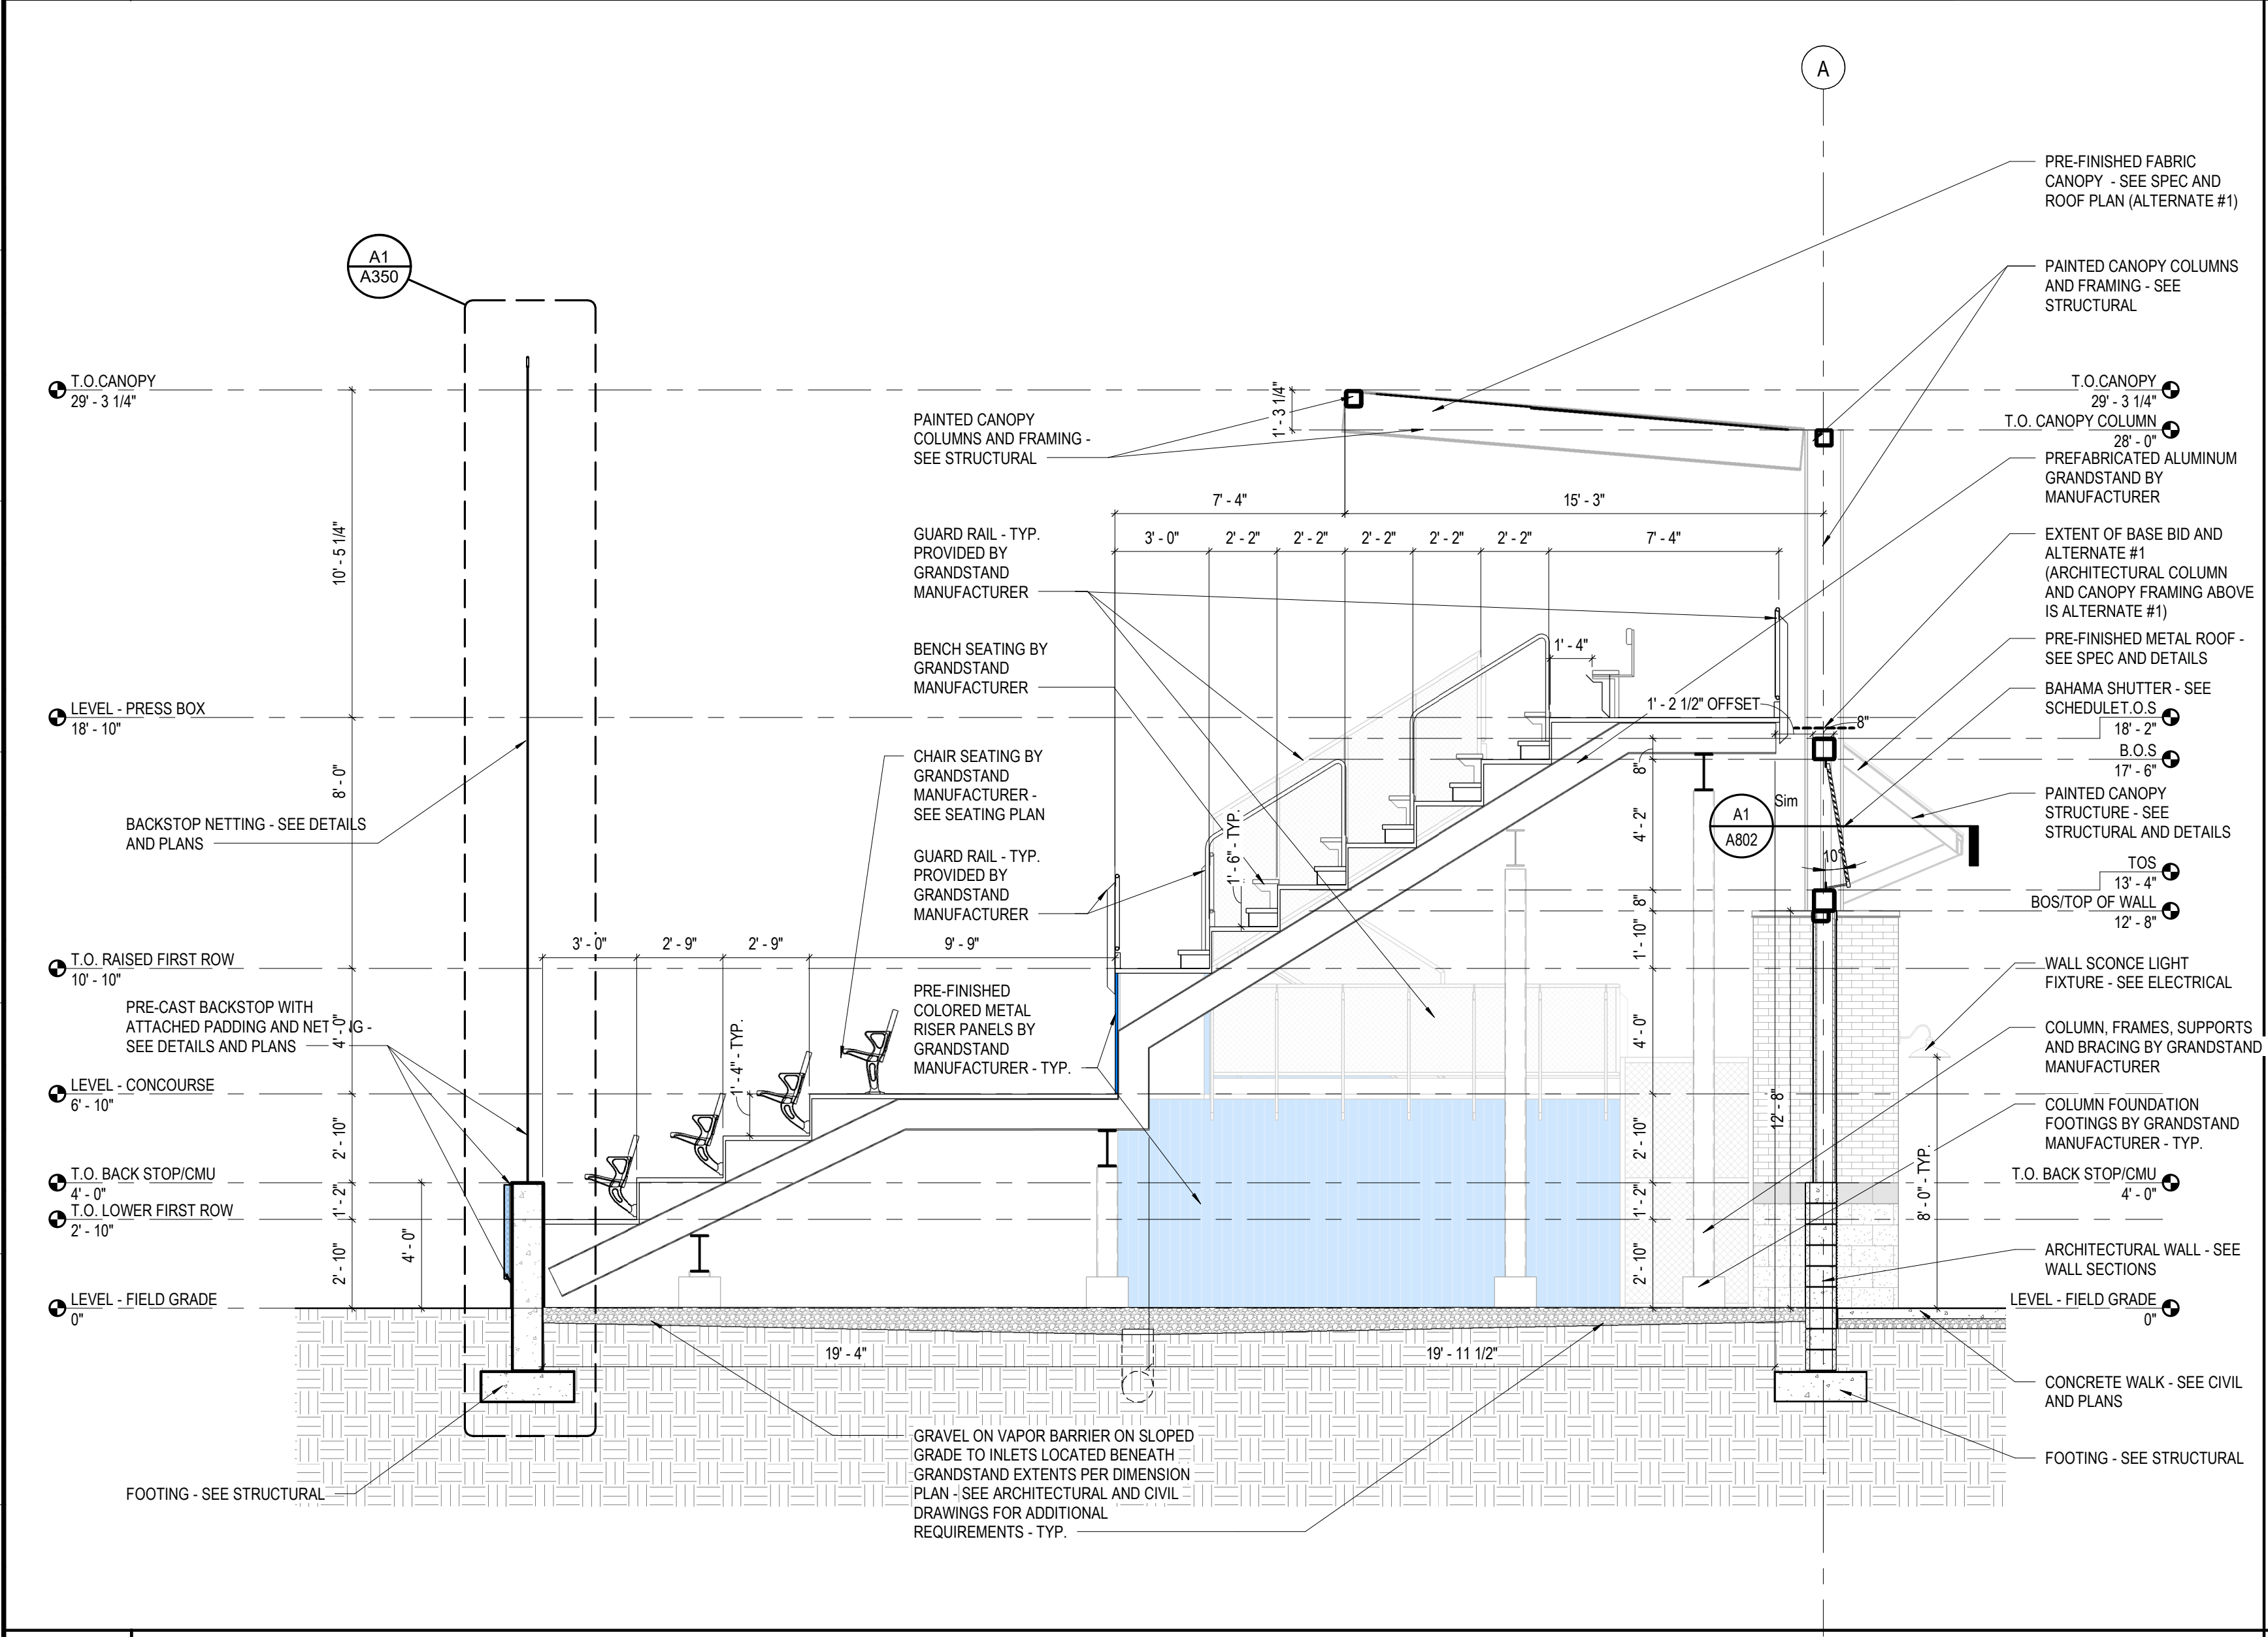 A
PRE-FINISHED FABRIC
CANOPY - SEE SPEC AND
ROOF PLAN (ALTERNATE #1)
PAINTED CANOPY COLUMNS
AND FRAMING - SEE
STRUCTURAL
A1
A350
T.O.CANOPY
29' - 3 1/4"
T.O.CANOPY
29' - 3 1/4"
T.O. CANOPY COLUMN
28' - 0"
1' - 3 1/4"
PAINTED CANOPY
COLUMNS AND FRAMING -
SEE STRUCTURAL
PREFABRICATED ALUMINUM
GRANDSTAND BY
MANUFACTURER
7' - 4"
15' - 3"
3' - 0"
2' - 2"
2' - 2"
2' - 2"
2' - 2"
2' - 2"
7' - 4"
GUARD RAIL - TYP.
PROVIDED BY
GRANDSTAND
MANUFACTURER
EXTENT OF BASE BID AND
ALTERNATE #1
(ARCHITECTURAL COLUMN
AND CANOPY FRAMING ABOVE
IS ALTERNATE #1)
10' - 5 1/4"
BENCH SEATING BY
GRANDSTAND
MANUFACTURER
1' - 4"
PRE-FINISHED METAL ROOF -
SEE SPEC AND DETAILS
1' - 2 1/2" OFFSET
8"
BAHAMA SHUTTER - SEE
SCHEDULE
T.O.S
18' - 2"
LEVEL - PRESS BOX
18' - 10"
B.O.S
17' - 6"
CHAIR SEATING BY
GRANDSTAND
MANUFACTURER -
SEE SEATING PLAN
8' - 0"
8"
4' - 2"
Sim
A1
A802
PAINTED CANOPY
STRUCTURE - SEE
STRUCTURAL AND DETAILS
BACKSTOP NETTING - SEE DETAILS
AND PLANS
GUARD RAIL - TYP.
PROVIDED BY
GRANDSTAND
MANUFACTURER
1' - 6" - TYP.
10°
TOS
13' - 4"
8"
BOS/TOP OF WALL
12' - 8"
3' - 0"
2' - 9"
2' - 9"
9' - 9"
1' - 10"
T.O. RAISED FIRST ROW
10' - 10"
WALL SCONCE LIGHT
FIXTURE - SEE ELECTRICAL
PRE-FINISHED
COLORED METAL
RISER PANELS BY
GRANDSTAND
MANUFACTURER - TYP.
PRE-CAST BACKSTOP WITH
ATTACHED PADDING AND NETTING -
SEE DETAILS AND PLANS
4' - 0"
1' - 4" - TYP.
4' - 0"
COLUMN, FRAMES, SUPPORTS
AND BRACING BY GRANDSTAND
MANUFACTURER
LEVEL - CONCOURSE
6' - 10"
12' - 8"
COLUMN FOUNDATION
FOOTINGS BY GRANDSTAND
MANUFACTURER - TYP.
2' - 10"
2' - 10"
8' - 0" - TYP.
T.O. BACK STOP/CMU
4' - 0"
T.O. BACK STOP/CMU
4' - 0"
1' - 2"
1' - 2"
T.O. LOWER FIRST ROW
2' - 10"
2' - 10"
4' - 0"
2' - 10"
ARCHITECTURAL WALL - SEE
WALL SECTIONS
LEVEL - FIELD GRADE
0"
LEVEL - FIELD GRADE
0"
19' - 4"
19' - 11 1/2"
CONCRETE WALK - SEE CIVIL
AND PLANS
GRAVEL ON VAPOR BARRIER ON SLOPED
GRADE TO INLETS LOCATED BENEATH
GRANDSTAND EXTENTS PER DIMENSION
PLAN - SEE ARCHITECTURAL AND CIVIL
DRAWINGS FOR ADDITIONAL
REQUIREMENTS - TYP.
FOOTING - SEE STRUCTURAL
FOOTING - SEE STRUCTURAL